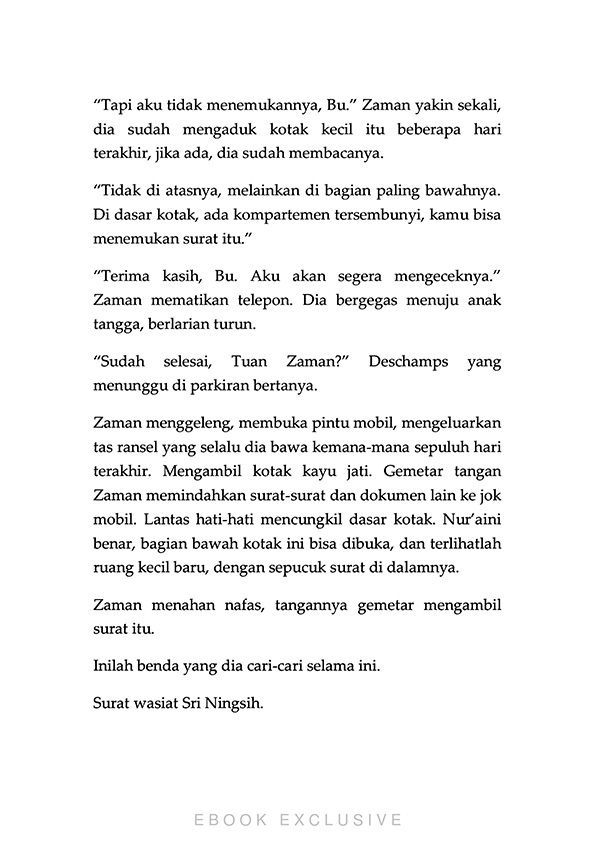 “Tapi aku tidak menemukannya, Bu.” Zaman yakin sekali,
dia sudah mengaduk kotak kecil itu beberapa hari
terakhir, jika ada, dia sudah membacanya.
“Tidak di atasnya, melainkan di bagian paling bawahnya.
Di dasar kotak, ada kompartemen tersembunyi, kamu bisa
menemukan surat itu.”
“Terima kasih, Bu. Aku akan segera mengeceknya.”
Zaman mematikan telepon. Dia bergegas menuju anak
tangga, berlarian turun.
“Sudah selesai, Tuan Zaman?” Deschamps yang
menunggu di parkiran bertanya.
Zaman menggeleng, membuka pintu mobil, mengeluarkan
tas ransel yang selalu dia bawa kemana-mana sepuluh hari
terakhir. Mengambil kotak kayu jati. Gemetar tangan
Zaman memindahkan surat-surat dan dokumen lain ke jok
mobil. Lantas hati-hati mencungkil dasar kotak. Nur’aini
benar, bagian bawah kotak ini bisa dibuka, dan terlihatlah
ruang kecil baru, dengan sepucuk surat di dalamnya.
Zaman menahan nafas, tangannya gemetar mengambil
surat itu.
Inilah benda yang dia cari-cari selama ini.
Surat wasiat Sri Ningsih.
EBOOK EXCLUSIVE